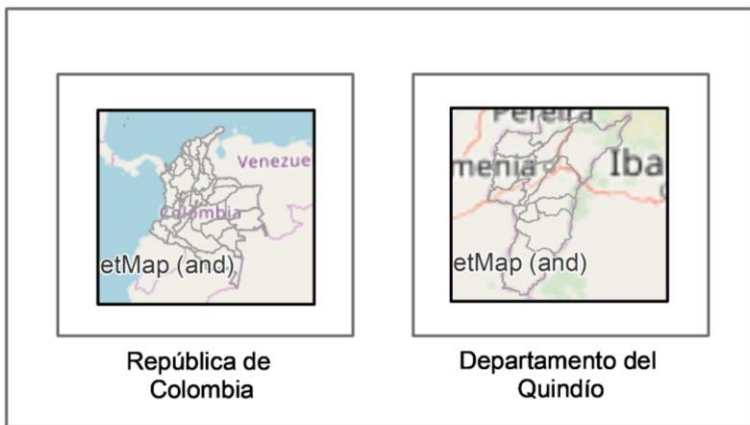 Venezue
Colombia
etMap (and)
República de
Colombia
Pereira
menia
Iba
etMap (and)
Departamento del
Quindío